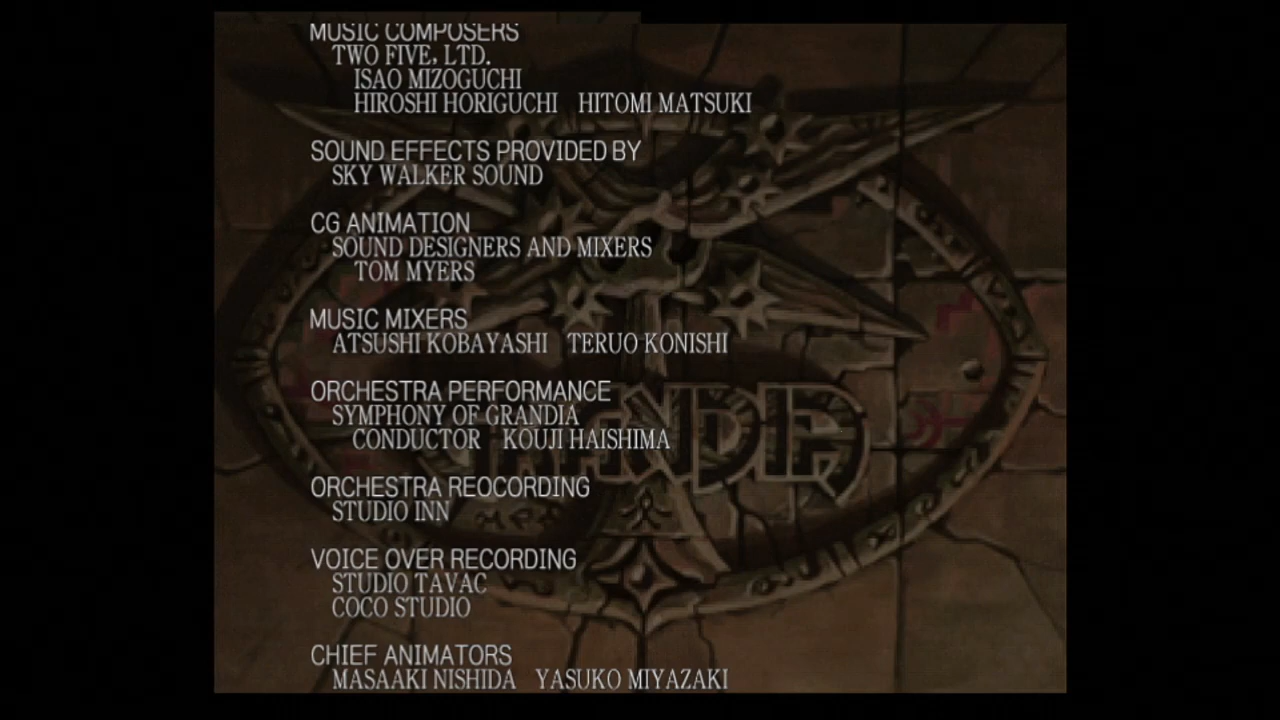 MUSIC COMPOSERS
TWO FIVE, LTD.
ISAO MIZOGUCHI
HIROSHI HORIGUCHI HITOMI MATSUKI
SOUND EFFECTS PROVIDED BY
SKY WALKER SOUND
CG ANIMATION
SOUND DESIGNERS AND MIXERS
TOM MYERS
MUSIC MIXERS
ATSUSHI KOBAYASHI TERUO KONISHI
ORCHESTRA PERFORMANCE
SYMPHONY OF GRANDIA
CONDUCTOR KOUJI HAISHIMA
GRANDIA
ORCHESTRA REOCORDING
STUDIO INN
VOICE OVER RECORDING
STUDIO TAVAC
COCO STUDIO
CHIEF ANIMATORS
MASAAKI NISHIDA YASUKO MIYAZAKI